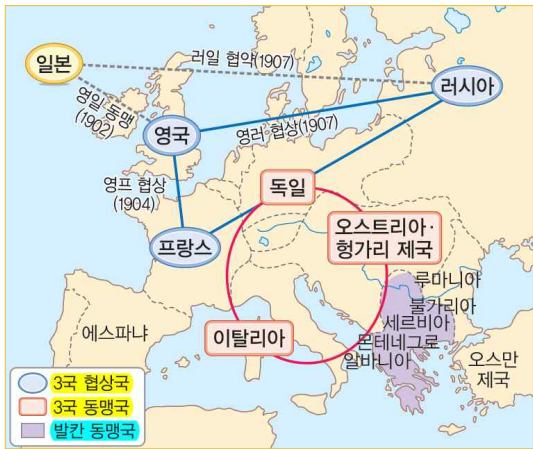 일본
러일 협약(1907)
러시아
영일 동맹
(1902)
영국
영러 협상(1907)
영프 협상
(1904)
독일
프랑스
오스트리아·
헝가리 제국
루마니아
불가리아
세르비아
몬테네그로
알바니아
에스파냐
이탈리아
오스만
제국
3국 협상국
3국 동맹국
발칸 동맹국